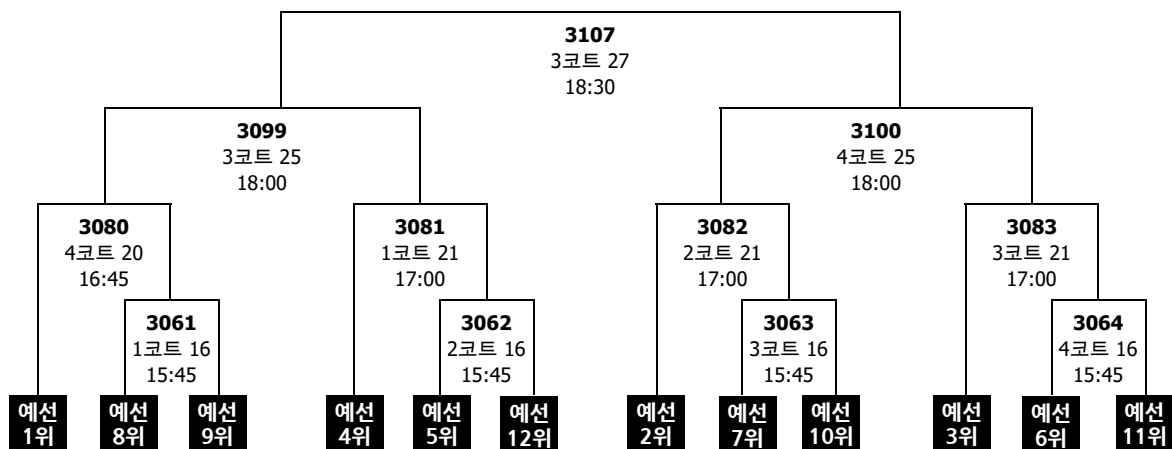 3107
3코트 27
18:30
3099
3코트 25
18:00
3100
4코트 25
18:00
3080
4코트 20
16:45
3081
1코트 21
17:00
3082
2코트 21
17:00
3083
3코트 21
17:00
3061
1코트 16
15:45
3062
2코트 16
15:45
3063
3코트 16
15:45
3064
4코트 16
15:45
예선
1위
예선
8위
예선
9위
예선
4위
예선
5위
예선
12위
예선
2위
예선
7위
예선
10위
예선
3위
예선
6위
예선
11위